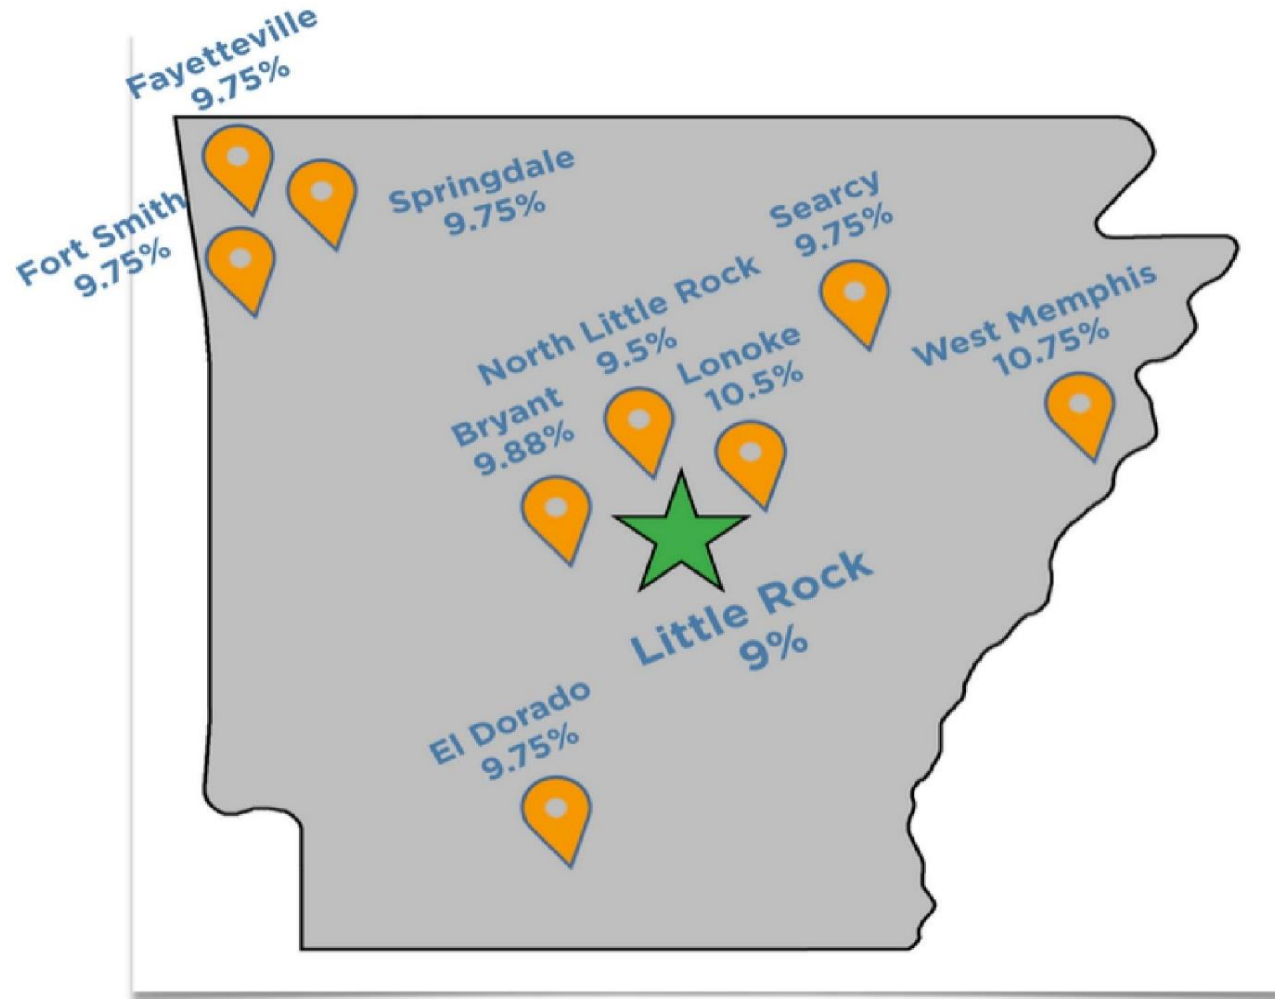 Fayetteville
9.75%
Springdale
9.75%
Fort Smith
9.75%
Searcy
9.75%
North Little Rock
9.5%
Lonoke
10.5%
West Memphis
10.75%
Bryant
9.88%
Little Rock
9%
El Dorado
9.75%